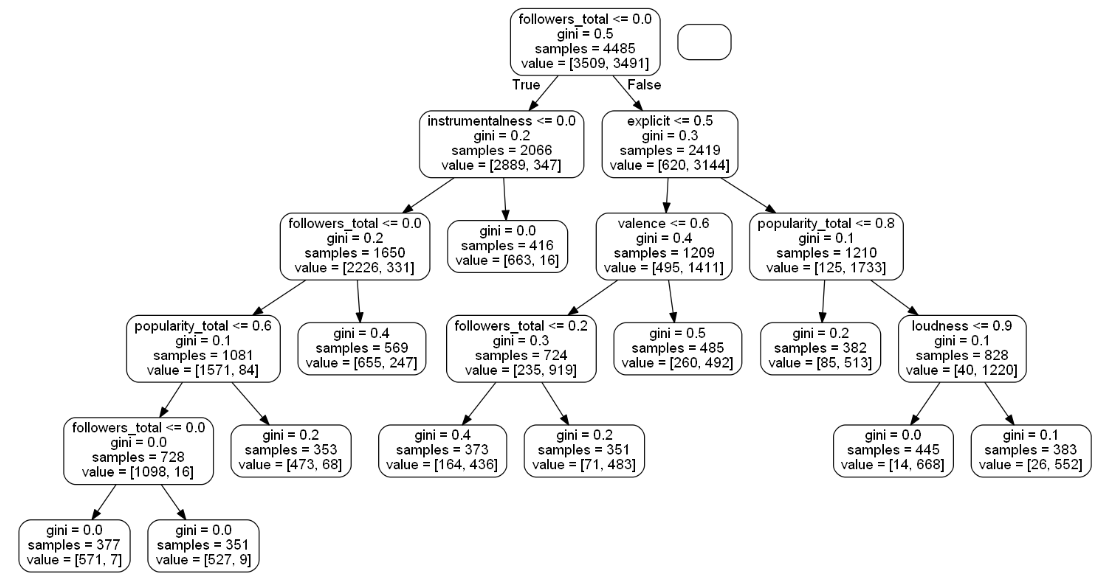 followers_total <= 0.0
gini = 0.5
samples = 4485
value = [3509, 3491]
True
False
instrumentalness <= 0.0
gini = 0.2
samples = 2066
value = [2889, 347]
explicit <= 0.5
gini = 0.3
samples = 2419
value = [620, 3144]
followers_total <= 0.0
gini = 0.2
samples = 1650
value = [2226, 331]
gini = 0.0
samples = 416
value = [663, 16]
valence <= 0.6
gini = 0.4
samples = 1209
value = [495, 1411]
popularity_total <= 0.8
gini = 0.1
samples = 1210
value = [125, 1733]
popularity_total <= 0.6
gini = 0.1
samples = 1081
value = [1571, 84]
gini = 0.4
samples = 569
value = [655, 247]
followers_total <= 0.2
gini = 0.3
samples = 724
value = [235, 919]
gini = 0.5
samples = 485
value = [260, 492]
gini = 0.2
samples = 382
value = [85, 513]
loudness <= 0.9
gini = 0.1
samples = 828
value = [40, 1220]
followers_total <= 0.0
gini = 0.0
samples = 728
value = [1098, 16]
gini = 0.2
samples = 353
value = [473, 68]
gini = 0.4
samples = 373
value = [164, 436]
gini = 0.2
samples = 351
value = [71, 483]
gini = 0.0
samples = 445
value = [14, 668]
gini = 0.1
samples = 383
value = [26, 552]
gini = 0.0
samples = 377
value = [571, 7]
gini = 0.0
samples = 351
value = [527, 9]